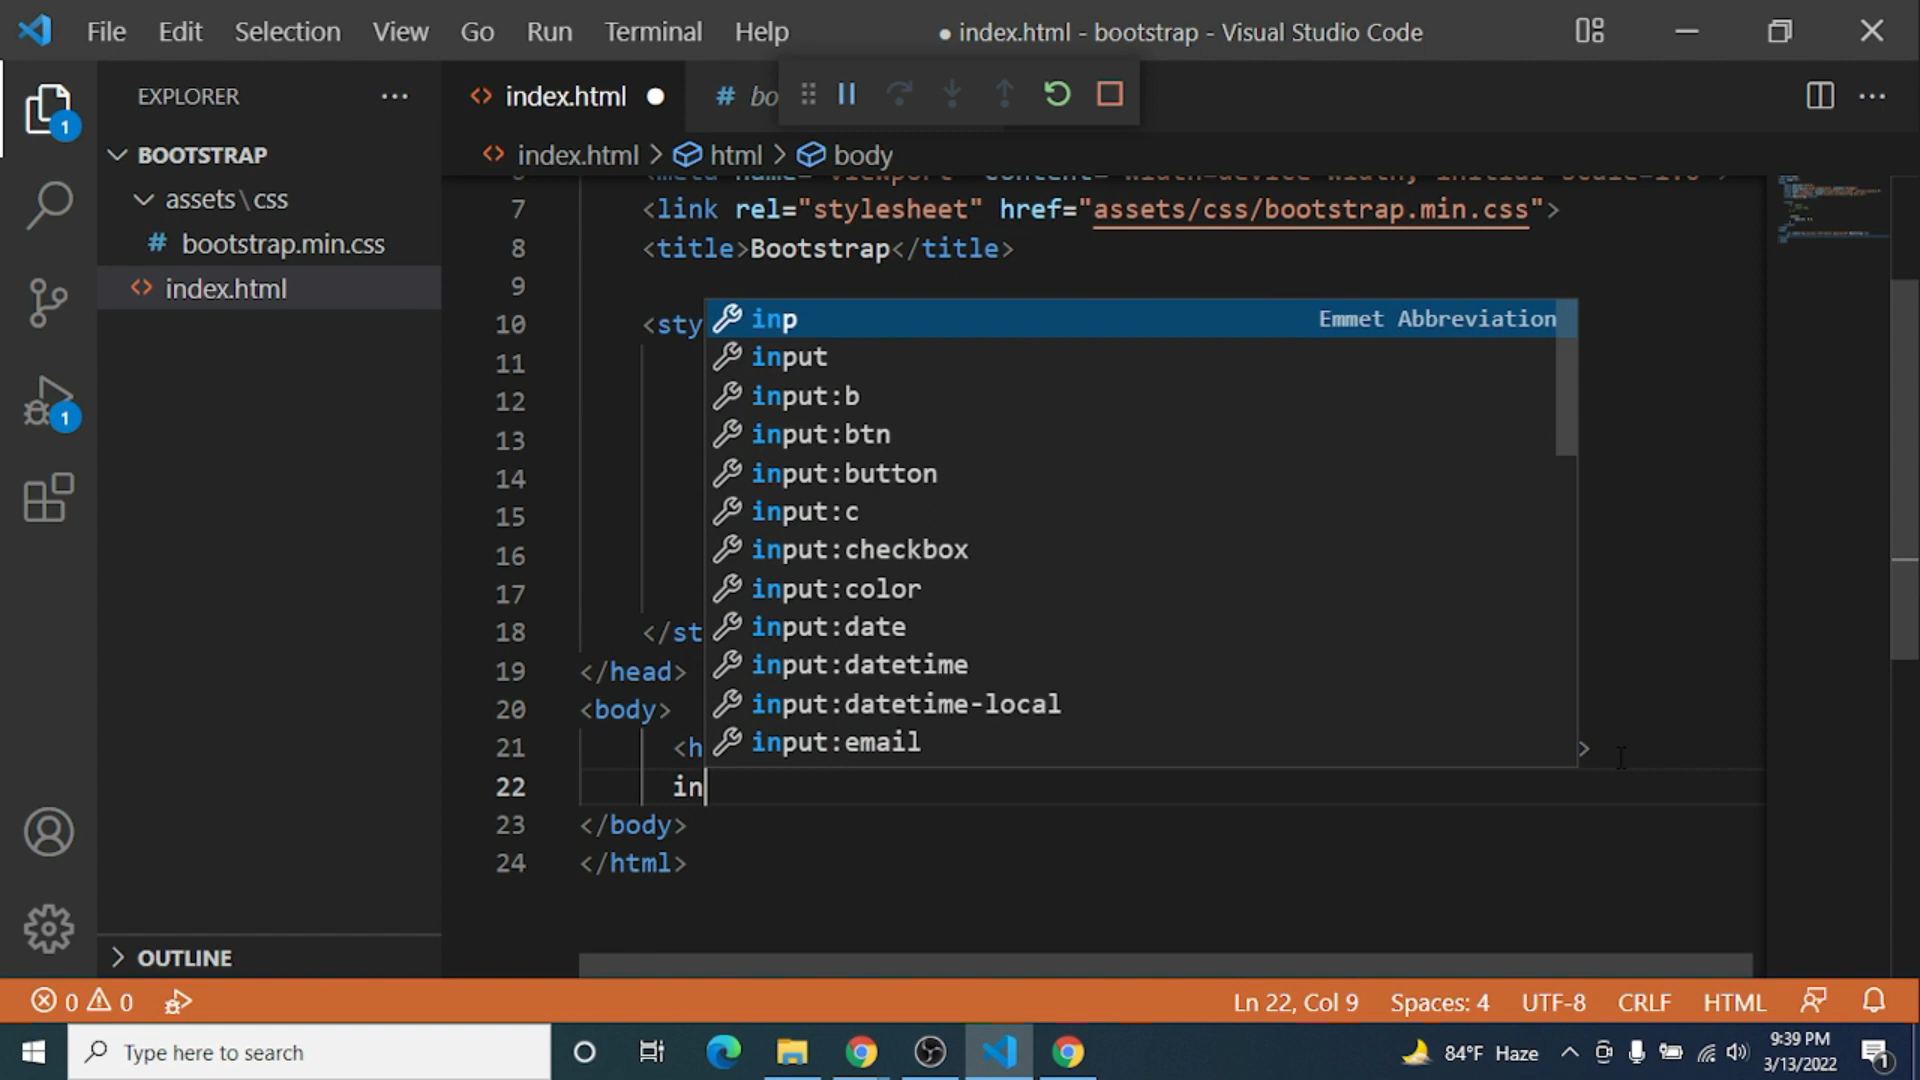 File Edit Selection View Go Run Terminal Help ● index.html - bootstrap - Visual Studio Code
EXPLORER ··· index.html ● # bo ···
1
BOOTSTRAP index.html > html > body
assets\css
# bootstrap.min.css
index.html
7 <link rel="stylesheet" href="assets/css/bootstrap.min.css">
8 <title>Bootstrap</title>
9
10 <sty
inp Emmet Abbreviation
11 input
12 input:b
1
13 input:btn
14 input:button
15 input:c
16 input:checkbox
17 input:color
input:date
18 </st
19 </head> input:datetime
20 <body> input:datetime-local
21 <h input:email >
22 in
23 </body>
24 </html>
OUTLINE
0 0 Ln 22, Col 9 Spaces: 4 UTF-8 CRLF HTML
Type here to search 84°F Haze 9:39 PM
3/13/2022
1